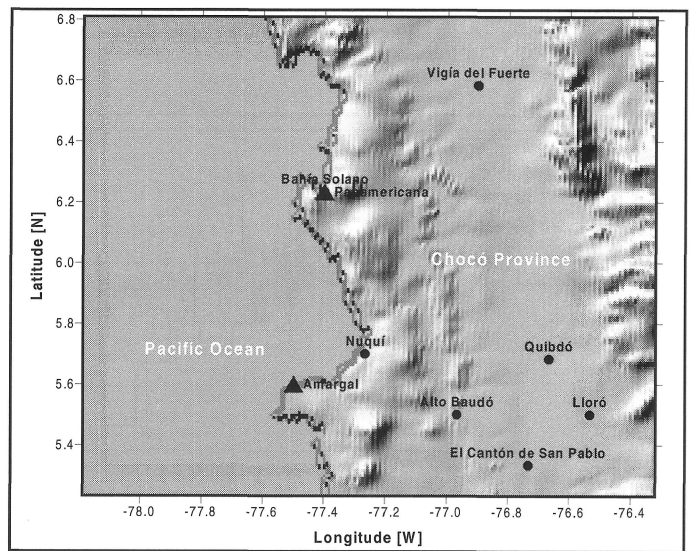 6.8
6.6
6.4
6.2
6.0
5.8
5.6
5.4
Latitude [N]
Vigía del Fuerte
Bahía Solano
Panamericana
Chocó Province
Pacific Ocean
Nuquí
Quibdó
Amargal
Alto Baudó
Lloró
El Cantón de San Pablo
-78.0 -77.8 -77.6 -77.4 -77.2 -77.0 -76.8 -76.6 -76.4
Longitude [W]